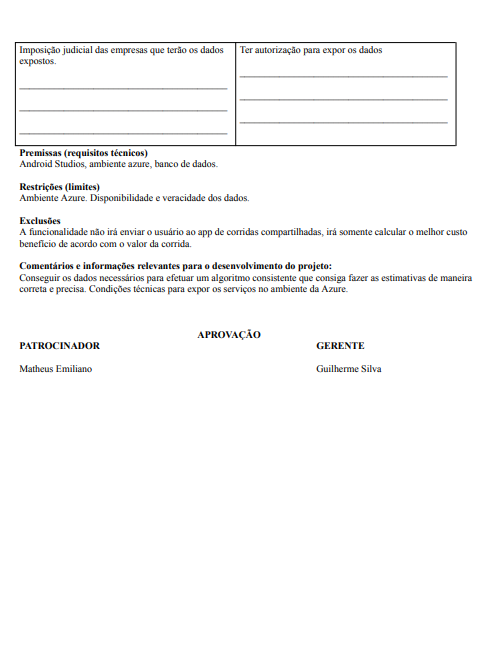 Imposição judicial das empresas que terão os dados
expostos.
Ter autorização para expor os dados
Premissas (requisitos técnicos)
Android Studios, ambiente azure, banco de dados.
Restrições (limites)
Ambiente Azure. Disponibilidade e veracidade dos dados.
Exclusões
A funcionalidade não irá enviar o usuário ao app de corridas compartilhadas, irá somente calcular o melhor custo
benefício de acordo com o valor da corrida.
Comentários e informações relevantes para o desenvolvimento do projeto:
Conseguir os dados necessários para efetuar um algoritmo consistente que consiga fazer as estimativas de maneira
correta e precisa. Condições técnicas para expor os serviços no ambiente da Azure.
APROVAÇÃO
PATROCINADOR GERENTE
Matheus Emiliano Guilherme Silva